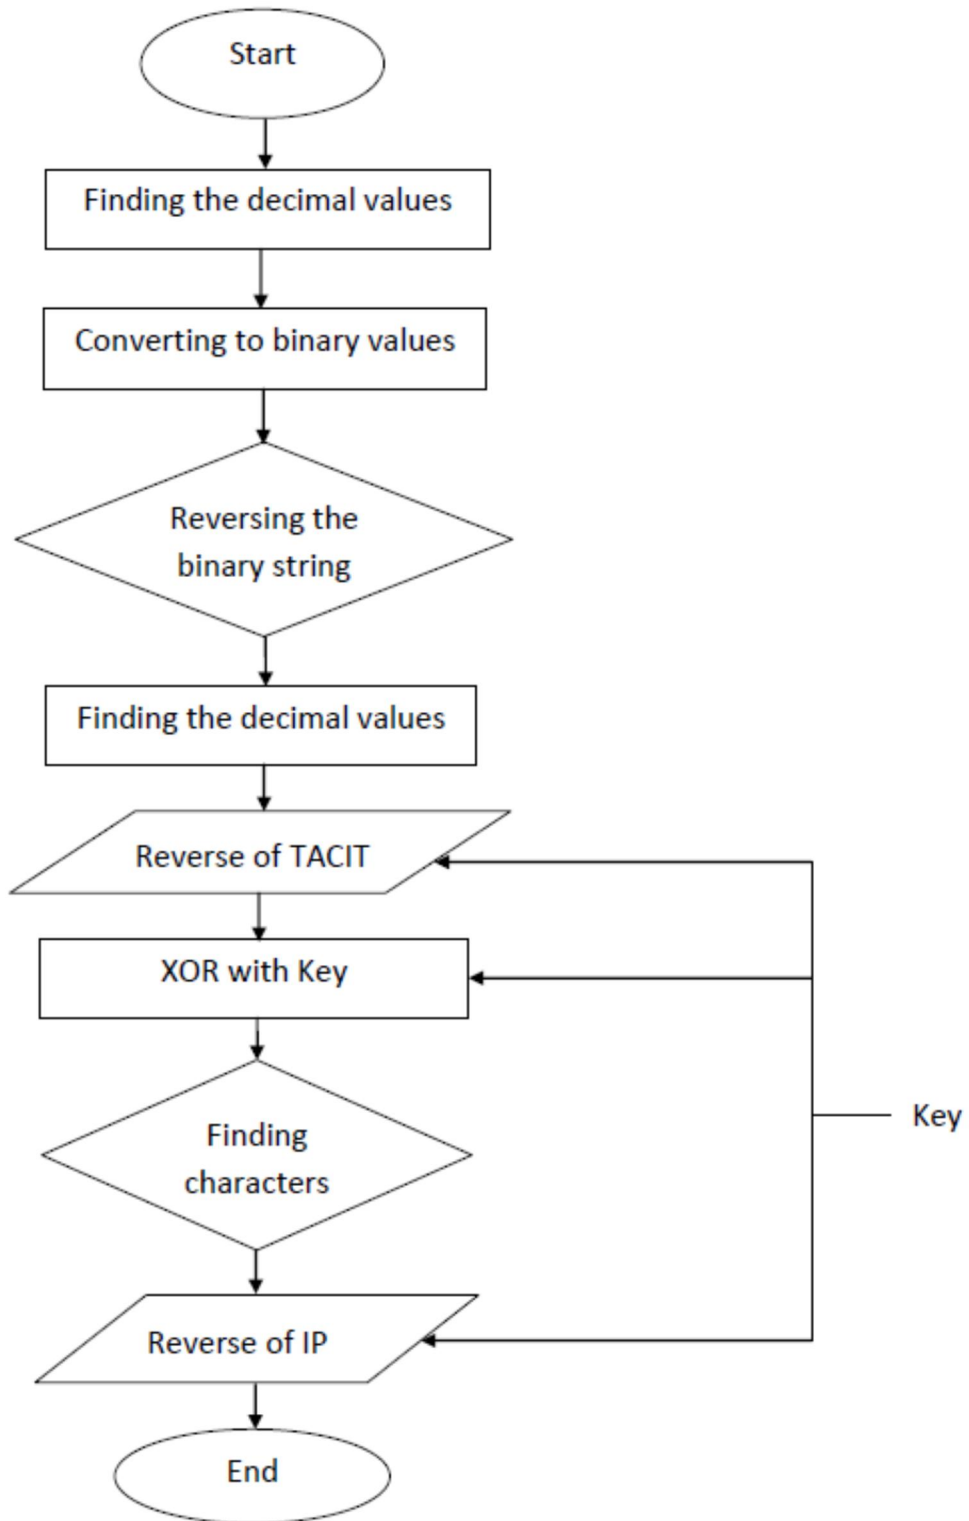 Start
Finding the decimal values
Converting to binary values
Reversing the
binary string
Finding the decimal values
Reverse of TACIT
XOR with Key
Key
Finding
characters
Reverse of IP
End